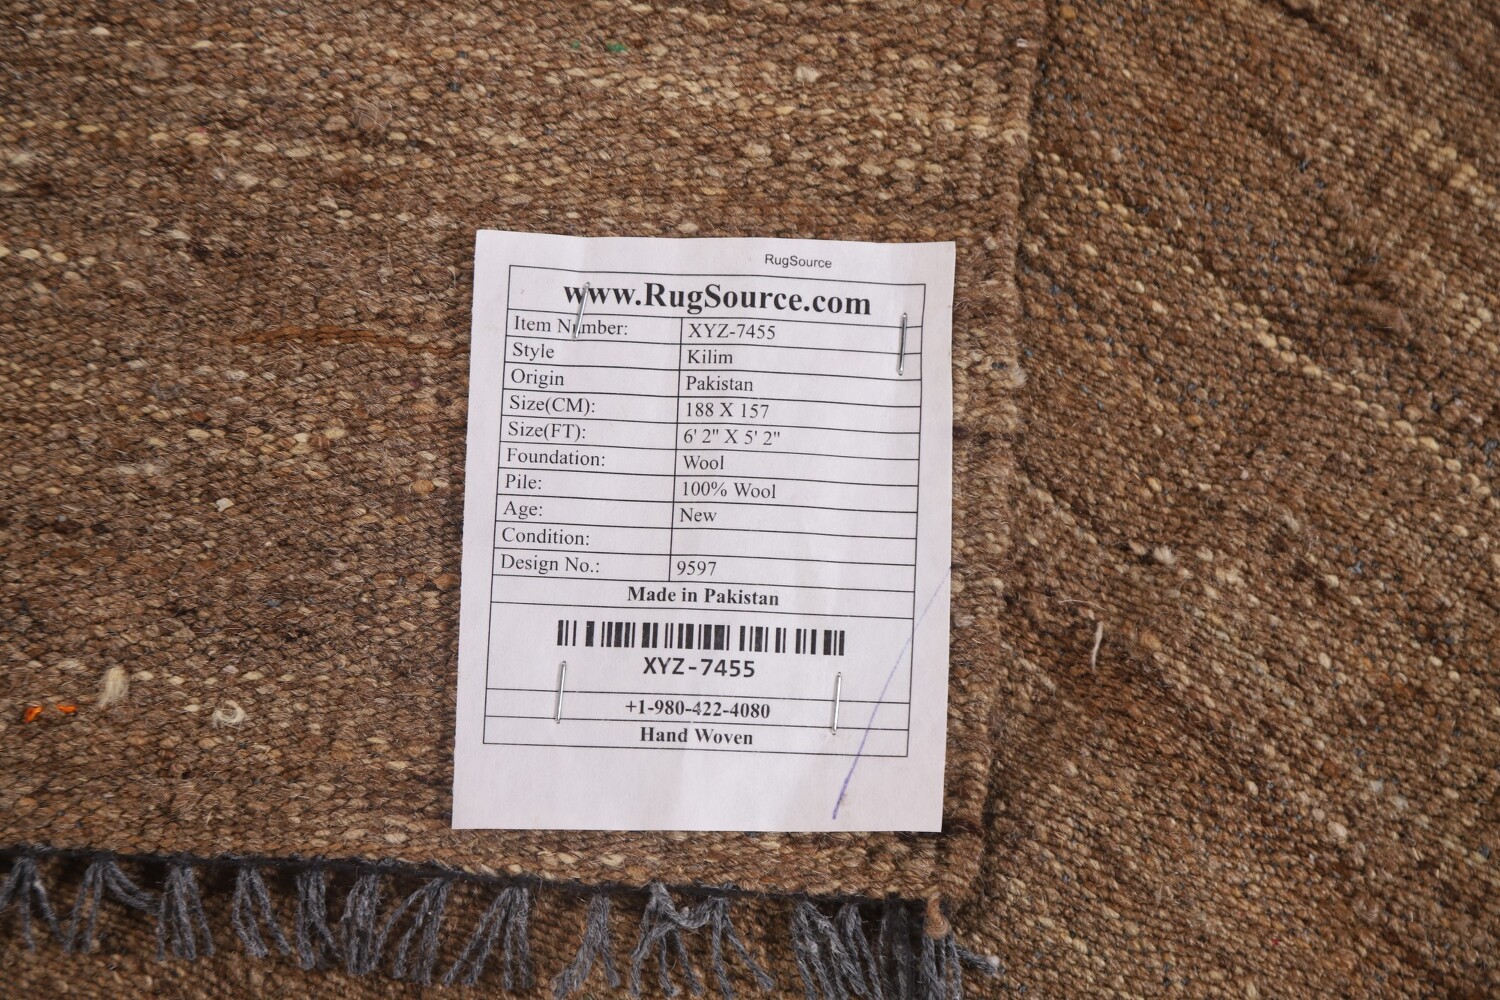 RugSource
www.RugSource.com
Item Number: XYZ-7455
Style Kilim
Origin Pakistan
Size(CM): 188 X 157
Size(FT): 6' 2" X 5' 2"
Foundation: Wool
Pile: 100% Wool
Age: New
Condition:
Design No.: 9597
Made in Pakistan
XYZ-7455
+1-980-422-4080
Hand Woven